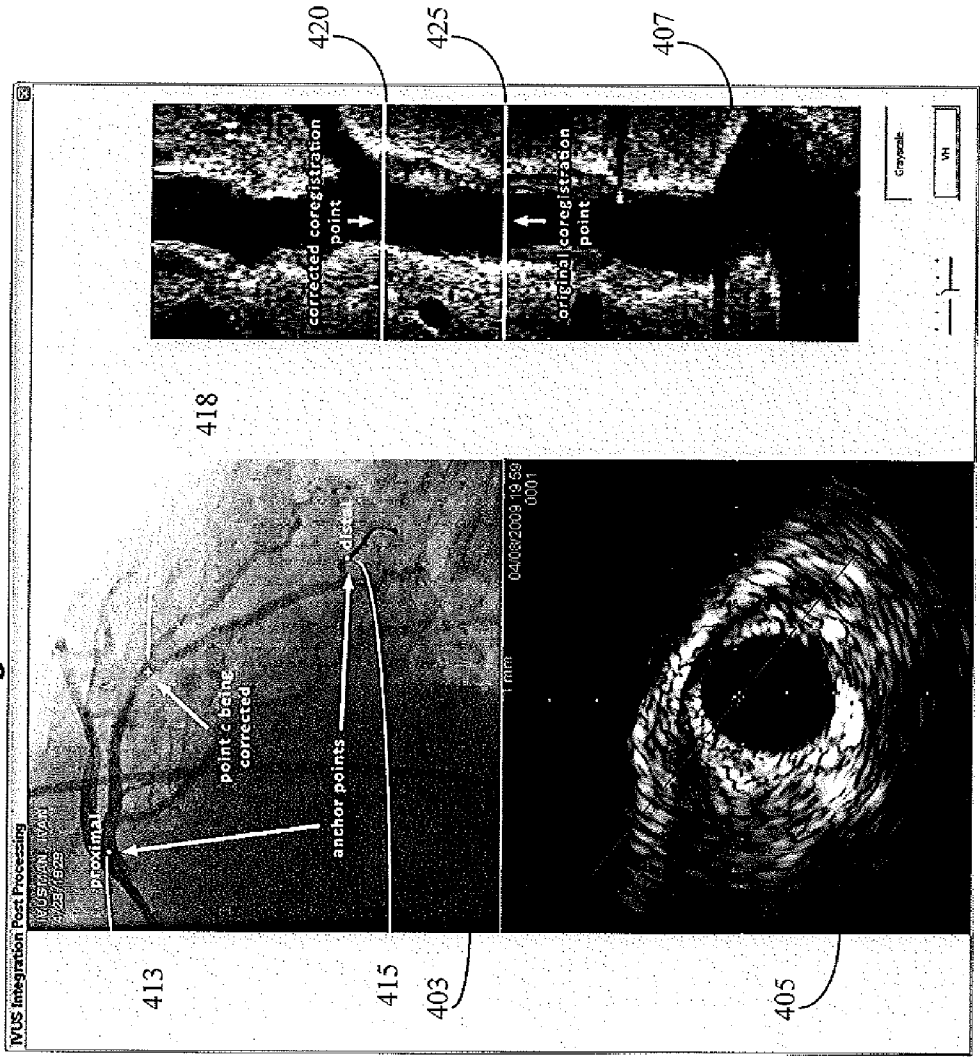 IVUS Integration Post Processing
413
415
403
405
proximal
point c being
corrected
anchor points
distal
1 mm
04/08/2009 19:59
0001
418
corrected coregistration
point
original coregistration
point
Grayscale
VH
420
425
407